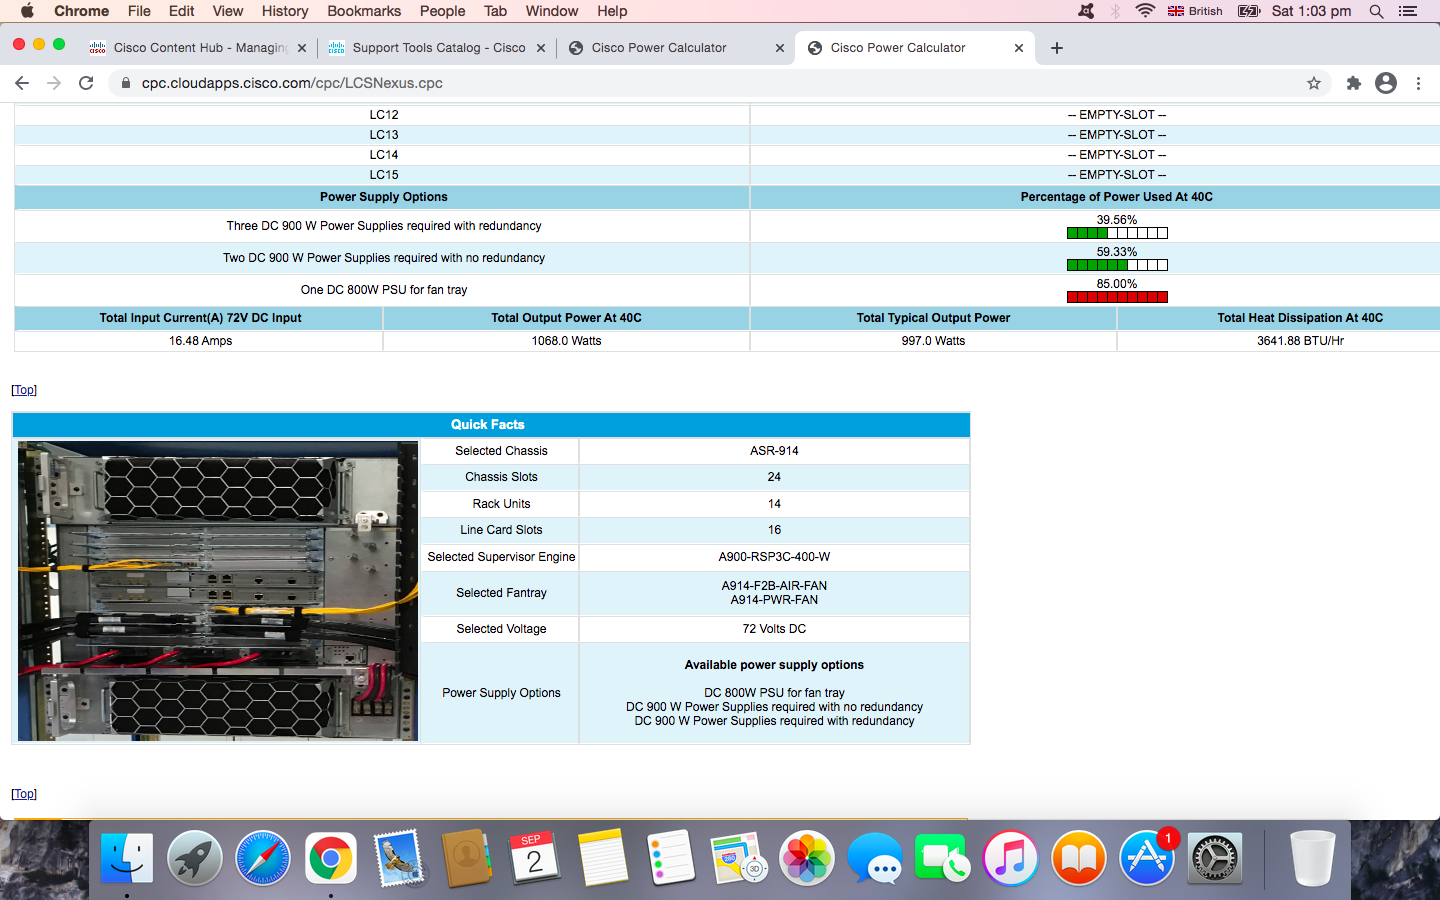 Chrome File Edit View History Bookmarks People Tab Window Help British Sat 1:03 pm
Cisco Content Hub - Managing Support Tools Catalog - Cisco Cisco Power Calculator Cisco Power Calculator
cpc.cloudapps.cisco.com/cpc/LCSNexus.cpc
LC12 -- EMPTY-SLOT --
LC13 -- EMPTY-SLOT --
LC14 -- EMPTY-SLOT --
LC15 -- EMPTY-SLOT --
Power Supply Options Percentage of Power Used At 40C
Three DC 900 W Power Supplies required with redundancy 39.56%
Two DC 900 W Power Supplies required with no redundancy 59.33%
One DC 800W PSU for fan tray 85.00%
Total Input Current(A) 72V DC Input Total Output Power At 40C Total Typical Output Power Total Heat Dissipation At 40C
16.48 Amps 1068.0 Watts 997.0 Watts 3641.88 BTU/Hr
[Top]
Quick Facts
Selected Chassis ASR-914
Chassis Slots 24
Rack Units 14
Line Card Slots 16
Selected Supervisor Engine A900-RSP3C-400-W
Selected Fantray A914-F2B-AIR-FAN
A914-PWR-FAN
Selected Voltage 72 Volts DC
Power Supply Options Available power supply options
DC 800W PSU for fan tray
DC 900 W Power Supplies required with no redundancy
DC 900 W Power Supplies required with redundancy
[Top]
SEP
2
280
3D
1